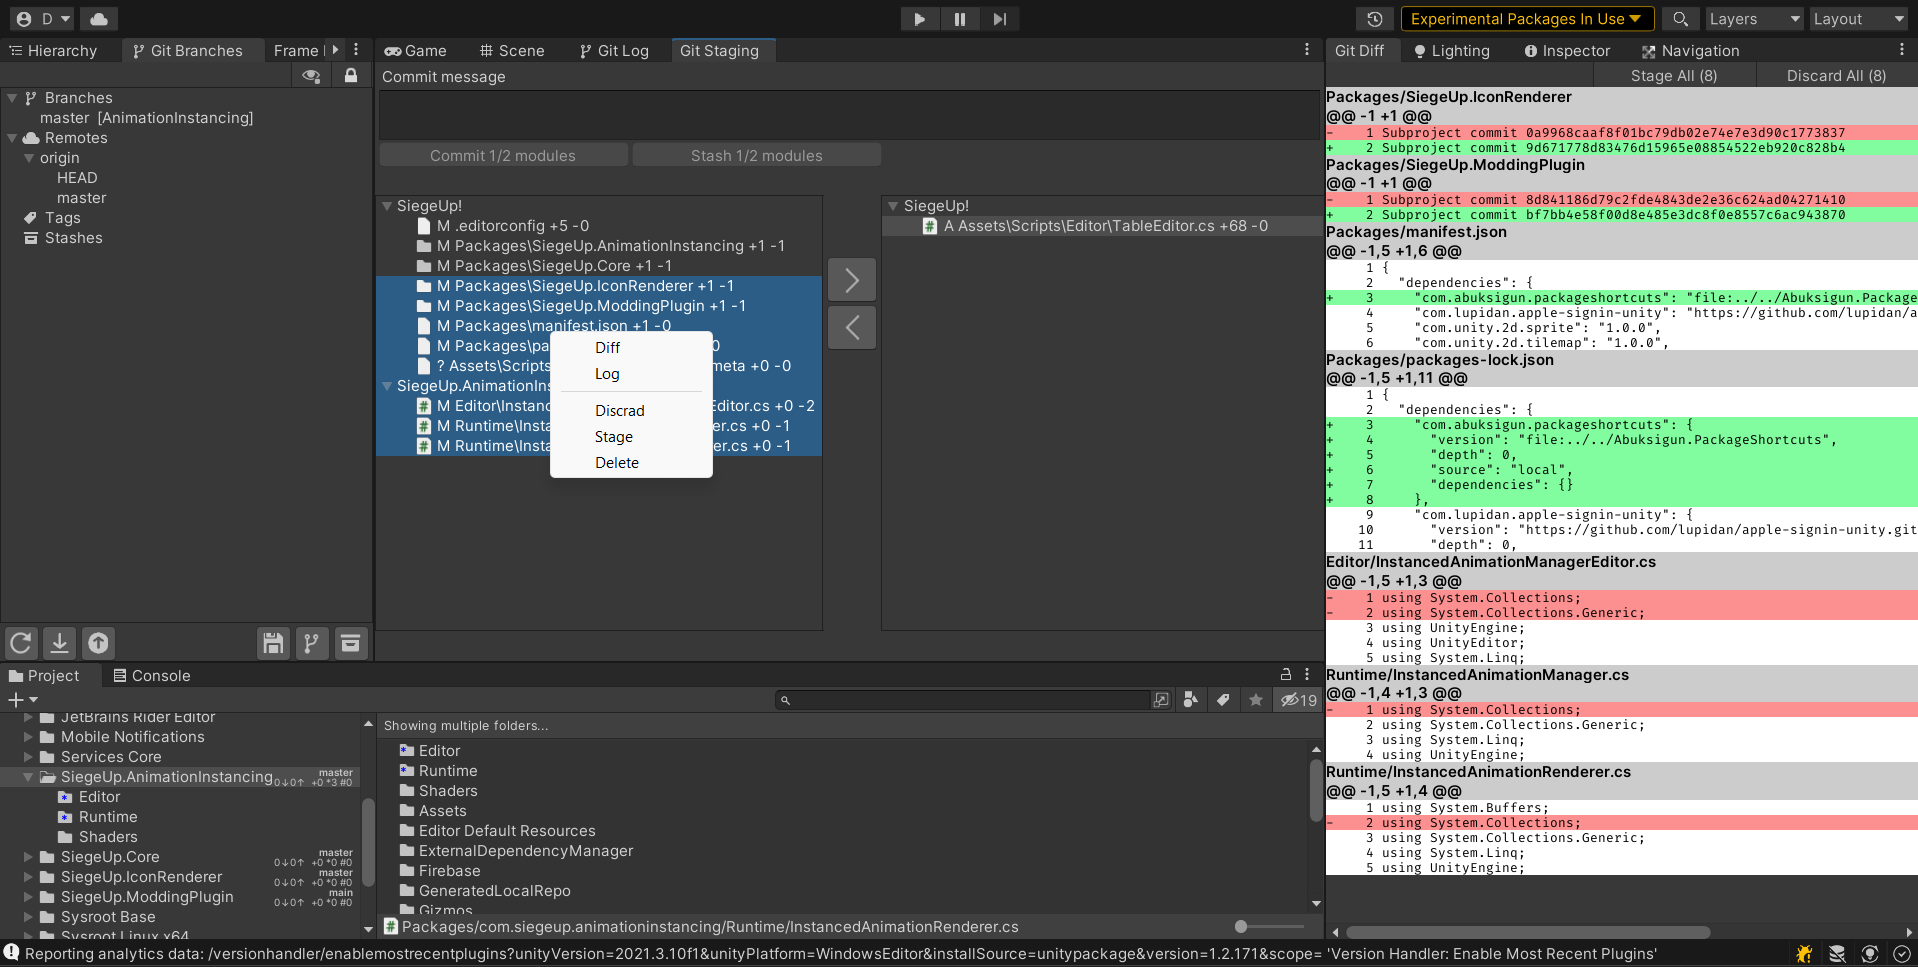 D
Experimental Packages In Use
Layers
Layout
Hierarchy
Git Branches
Frame
Game
Scene
Git Log
Git Staging
Git Diff
Lighting
Inspector
Navigation
Commit message
Stage All (8)
Discard All (8)
Branches
master [AnimationInstancing]
Remotes
origin
HEAD
master
Tags
Stashes
Commit 1/2 modules
Stash 1/2 modules
SiegeUp!
M .editorconfig +5 -0
M Packages\SiegeUp.AnimationInstancing +1 -1
M Packages\SiegeUp.Core +1 -1
M Packages\SiegeUp.IconRenderer +1 -1
M Packages\SiegeUp.ModdingPlugin +1 -1
M Packages\manifest.json +1 -0
M Packages\pa 0
? Assets\Scripts meta +0 -0
SiegeUp.AnimationIns
M Editor\Instanc Editor.cs +0 -2
M Runtime\Insta er.cs +0 -1
M Runtime\Insta er.cs +0 -1
Diff
Log
Discrad
Stage
Delete
SiegeUp!
A Assets\Scripts\Editor\TableEditor.cs +68 -0
Packages/SiegeUp.IconRenderer
@@ -1 +1 @@
- 1 Subproject commit 0a9968caaf8f01bc79db02e74e7e3d90c1773837
+ 2 Subproject commit 9d671778d83476d15965e08854522eb920c828b4
Packages/SiegeUp.ModdingPlugin
@@ -1 +1 @@
- 1 Subproject commit 8d841186d79c2fde4843de2e36c624ad04271410
+ 2 Subproject commit bf7bb4e58f00d8e485e3dc8f0e8557c6ac943870
Packages/manifest.json
@@ -1,5 +1,6 @@
1 {
2 "dependencies": {
+ 3 "com.abuksigun.packageshortcuts": "file:../../Abuksigun.Package
4 "com.lupidan.apple-signin-unity": "https://github.com/lupidan/a
5 "com.unity.2d.sprite": "1.0.0",
6 "com.unity.2d.tilemap": "1.0.0",
Packages/packages-lock.json
@@ -1,5 +1,11 @@
1 {
2 "dependencies": {
+ 3 "com.abuksigun.packageshortcuts": {
+ 4 "version": "file:../../Abuksigun.PackageShortcuts",
+ 5 "depth": 0,
+ 6 "source": "local",
+ 7 "dependencies": {}
+ 8 },
9 "com.lupidan.apple-signin-unity": {
10 "version": "https://github.com/lupidan/apple-signin-unity.git
11 "depth": 0,
Editor/InstancedAnimationManagerEditor.cs
@@ -1,5 +1,3 @@
- 1 using System.Collections;
- 2 using System.Collections.Generic;
3 using UnityEngine;
4 using UnityEditor;
5 using System.Linq;
Runtime/InstancedAnimationManager.cs
@@ -1,4 +1,3 @@
- 1 using System.Collections;
2 using System.Collections.Generic;
3 using System.Linq;
4 using UnityEngine;
Runtime/InstancedAnimationRenderer.cs
@@ -1,5 +1,4 @@
1 using System.Buffers;
- 2 using System.Collections;
3 using System.Collections.Generic;
4 using System.Linq;
5 using UnityEngine;
Project
Console
19
JetBrains Rider Editor
Mobile Notifications
Services Core
SiegeUp.AnimationInstancing master
0↓0↑ +0 *3 #0
Editor
Runtime
Shaders
SiegeUp.Core master
0↓0↑ +0 *0 #0
SiegeUp.IconRenderer master
0↓0↑ +0 *0 #0
SiegeUp.ModdingPlugin main
0↓0↑ +0 *0 #0
Sysroot Base
Sysroot Linux x64
Showing multiple folders...
Editor
Runtime
Shaders
Assets
Editor Default Resources
ExternalDependencyManager
Firebase
GeneratedLocalRepo
Gizmos
Packages/com.siegeup.animationinstancing/Runtime/InstancedAnimationRenderer.cs
Reporting analytics data: /versionhandler/enablemostrecentplugins?unityVersion=2021.3.10f1&unityPlatform=WindowsEditor&installSource=unitypackage&version=1.2.171&scope= 'Version Handler: Enable Most Recent Plugins'